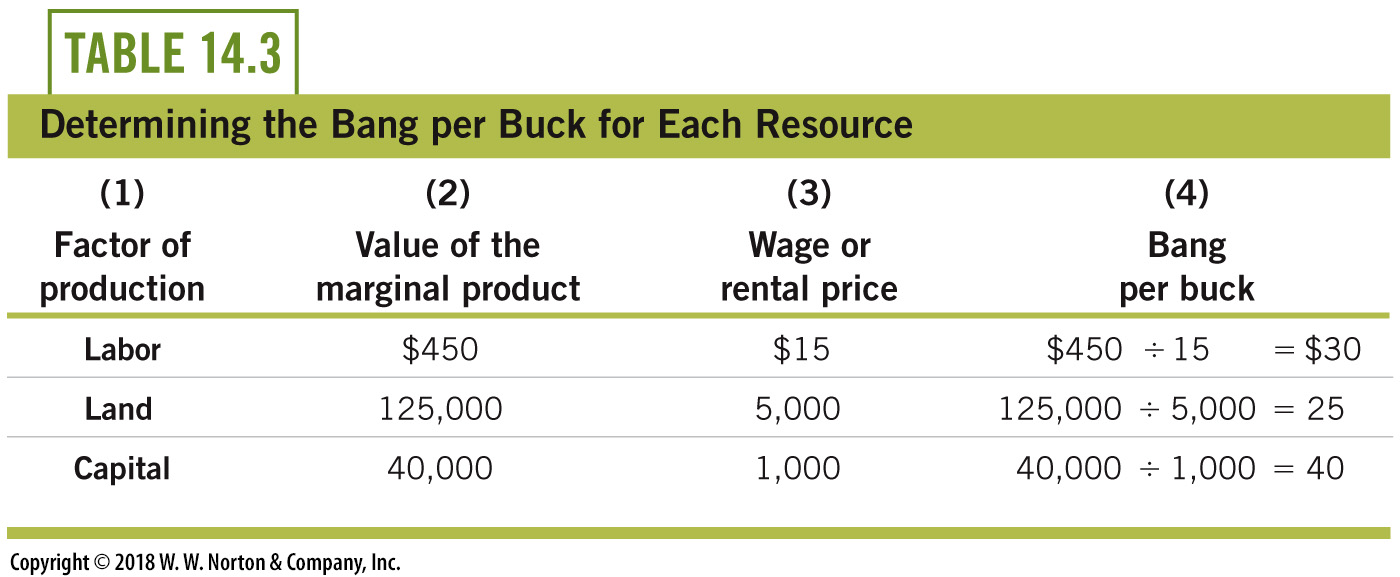 TABLE 14.3
Determining the Bang per Buck for Each Resource
(1) (2) (3) (4)
Factor of production Value of the marginal product Wage or rental price Bang per buck
Labor $450 $15 $450 ÷ 15 = $30
Land 125,000 5,000 125,000 ÷ 5,000 = 25
Capital 40,000 1,000 40,000 ÷ 1,000 = 40
Copyright © 2018 W. W. Norton & Company, Inc.